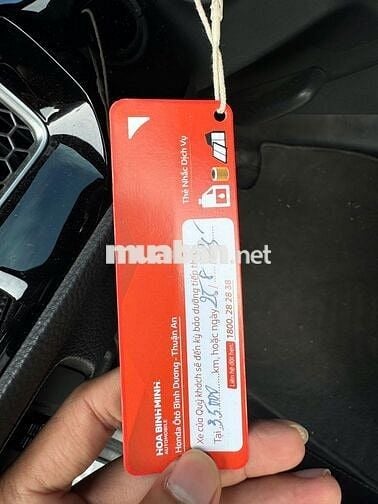 HOA BINH MINH
AUTOMOBILE
Honda Ôtô Bình Dương - Thuận An
Thẻ Nhắc Dịch Vụ
Xe của Quý khách sẽ đến kỳ bảo dưỡng tiếp th
Tại 35.000 km, hoặc ngày
Liên hệ đặt hẹn: 1800. 28 28 38
muaban.net